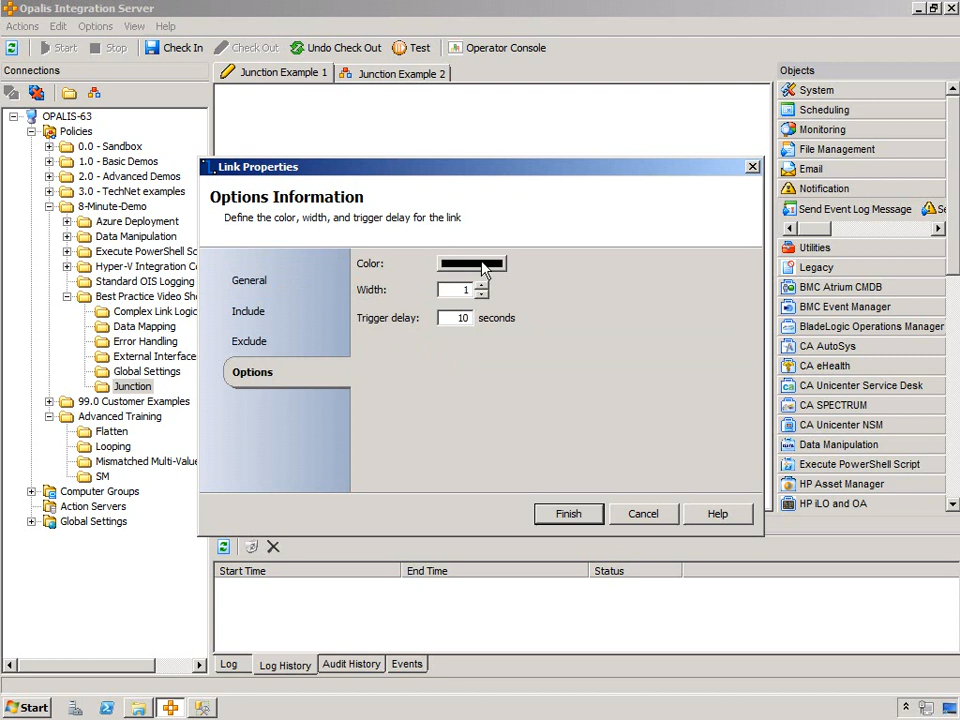 Opalis Integration Server
Actions Edit Options View Help
Start Stop Check In Check Out Undo Check Out Test Operator Console
Connections
Junction Example 1 Junction Example 2
Objects
OPALIS-63
Policies
0.0 - Sandbox
1.0 - Basic Demos
2.0 - Advanced Demos
3.0 - TechNet examples
8-Minute-Demo
Azure Deployment
Data Manipulation
Execute PowerShell Sc
Hyper-V Integration Co
Standard OIS Logging
Best Practice Video Sho
Complex Link Logic
Data Mapping
Error Handling
External Interface
Global Settings
Junction
99.0 Customer Examples
Advanced Training
Flatten
Looping
Mismatched Multi-Value
SM
Computer Groups
Action Servers
Global Settings
Link Properties
Options Information
Define the color, width, and trigger delay for the link
General
Include
Exclude
Options
Color:
Width: 1
Trigger delay: 10 seconds
Finish Cancel Help
System
Scheduling
Monitoring
File Management
Email
Notification
Send Event Log Message Se
Utilities
Legacy
BMC Atrium CMDB
BMC Event Manager
BladeLogic Operations Manager
CA AutoSys
CA eHealth
CA Unicenter Service Desk
CA SPECTRUM
CA Unicenter NSM
Data Manipulation
Execute PowerShell Script
HP Asset Manager
HP iLO and OA
Start Time End Time Status
Log Log History Audit History Events
Start